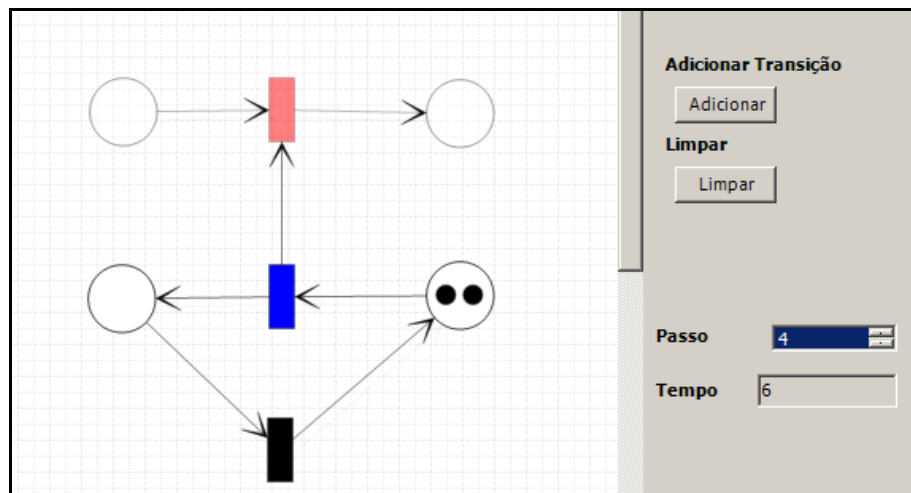 Adicionar Transição
Adicionar
Limpar
Limpar
Passo 4
Tempo 6